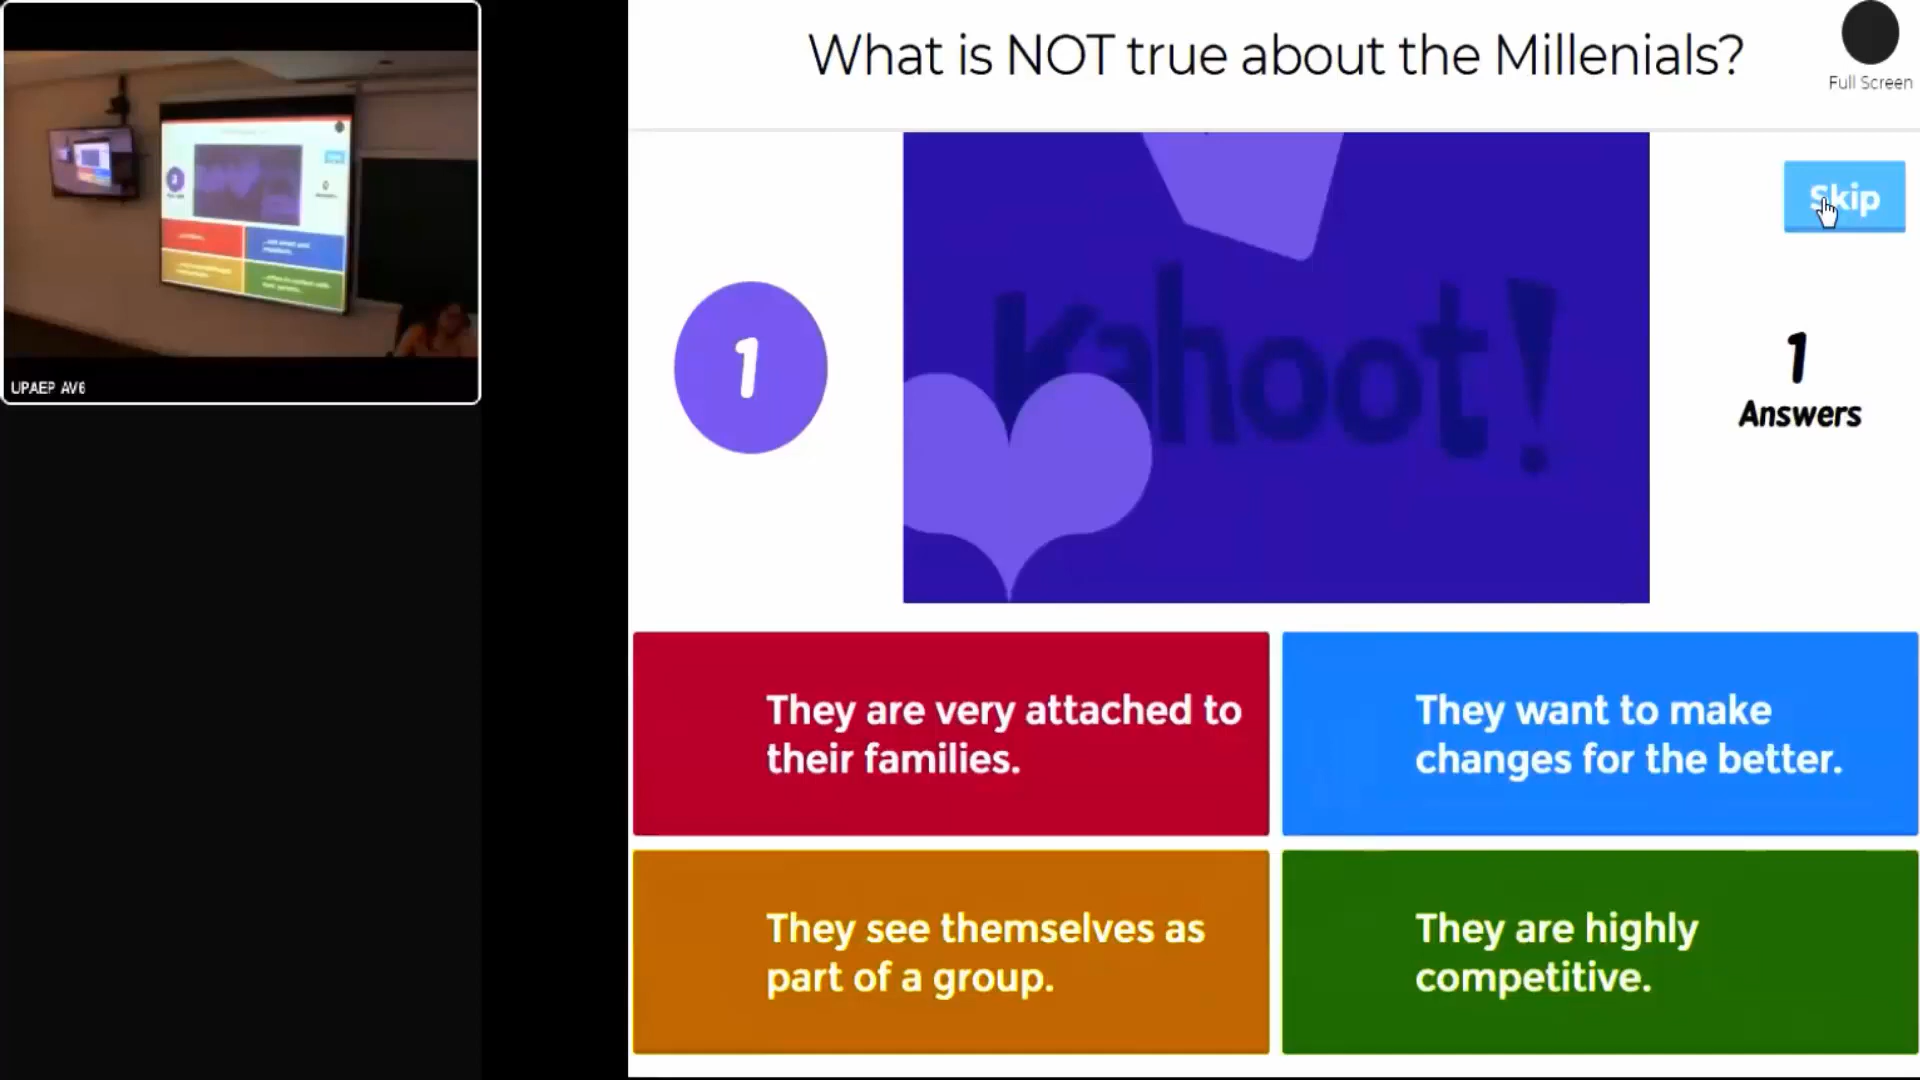 What is NOT true about the Millenials?
Full Screen
Skip
1
Kahoot!
1
Answers
They are very attached to
their families.
They want to make
changes for the better.
They see themselves as
part of a group.
They are highly
competitive.
UPAEP AV6